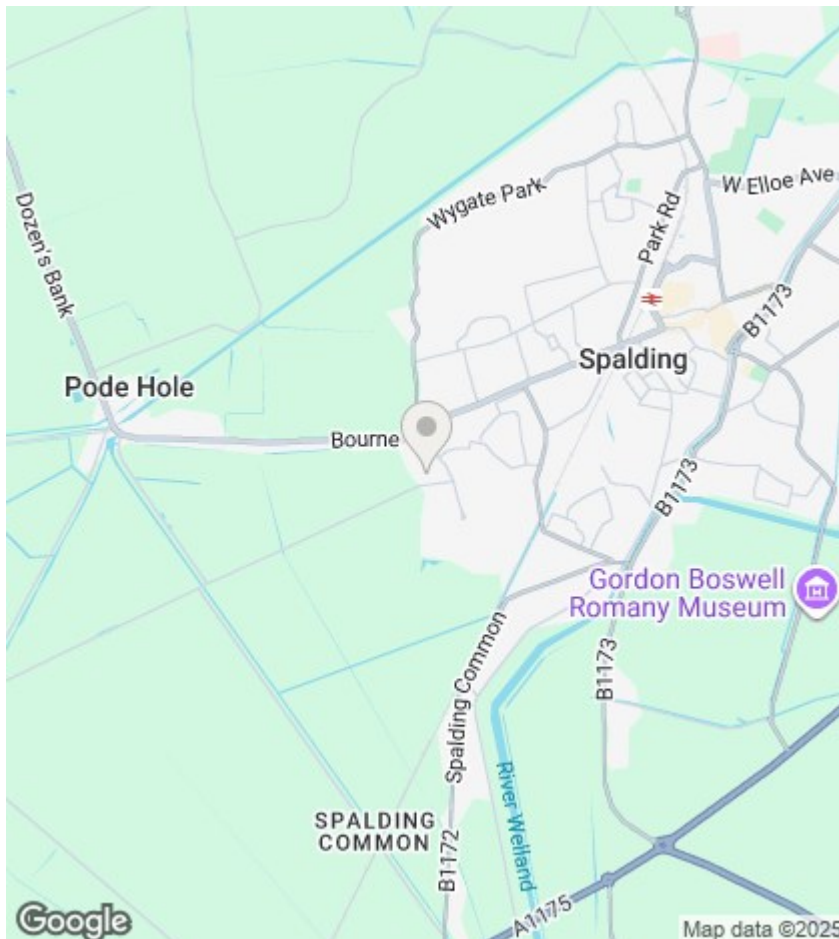 W Elloe Ave
Wygate Park
Park Rd
Dozen's Bank
B1173
Spalding
Pode Hole
Bourne
B1173
Gordon Boswell
Romany Museum
Spalding Common
B1173
River Welland
SPALDING
COMMON
B1172
A1175
Google
Map data ©2025